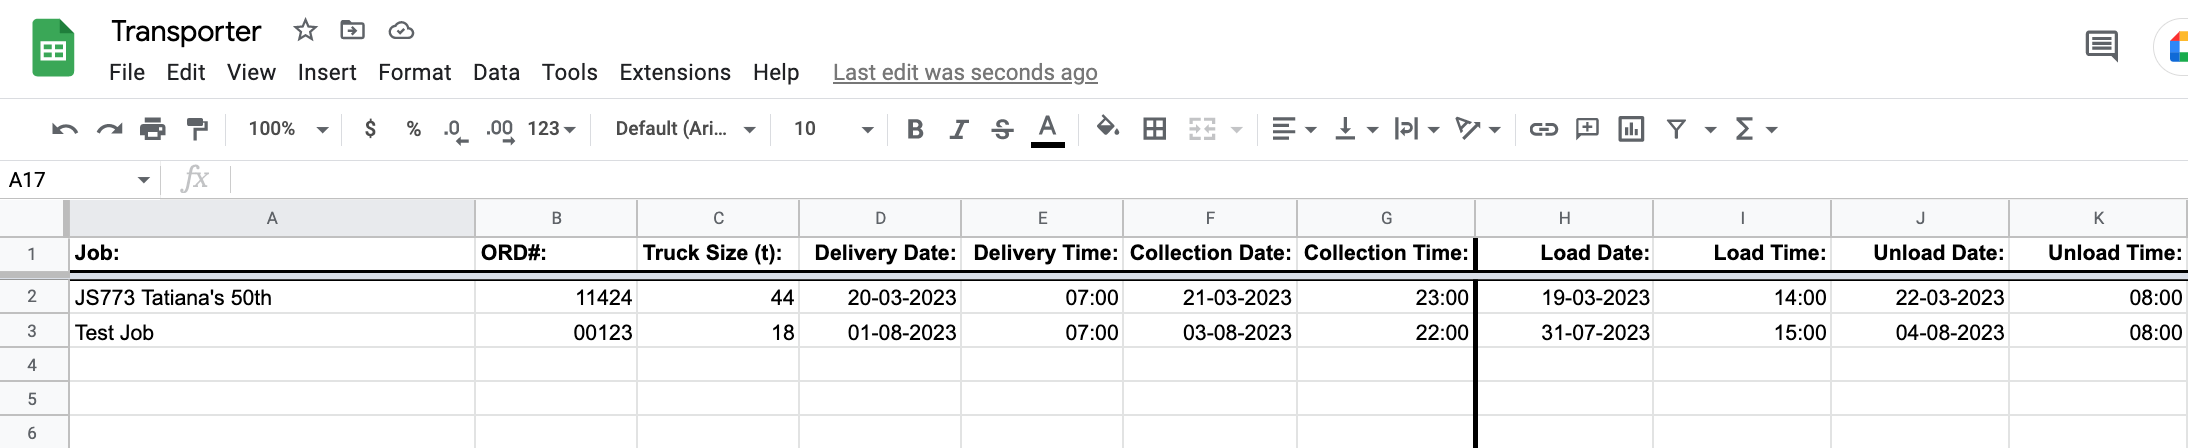 Transporter
File Edit View Insert Format Data Tools Extensions Help Last edit was seconds ago
100% $ % .0 .00 123 Default (Ari... 10 B I S A
A17 fx
A B C D E F G H I J K
1 Job: ORD#: Truck Size (t): Delivery Date: Delivery Time: Collection Date: Collection Time: Load Date: Load Time: Unload Date: Unload Time:
2 JS773 Tatiana's 50th 11424 44 20-03-2023 07:00 21-03-2023 23:00 19-03-2023 14:00 22-03-2023 08:00
3 Test Job 00123 18 01-08-2023 07:00 03-08-2023 22:00 31-07-2023 15:00 04-08-2023 08:00
4
5
6